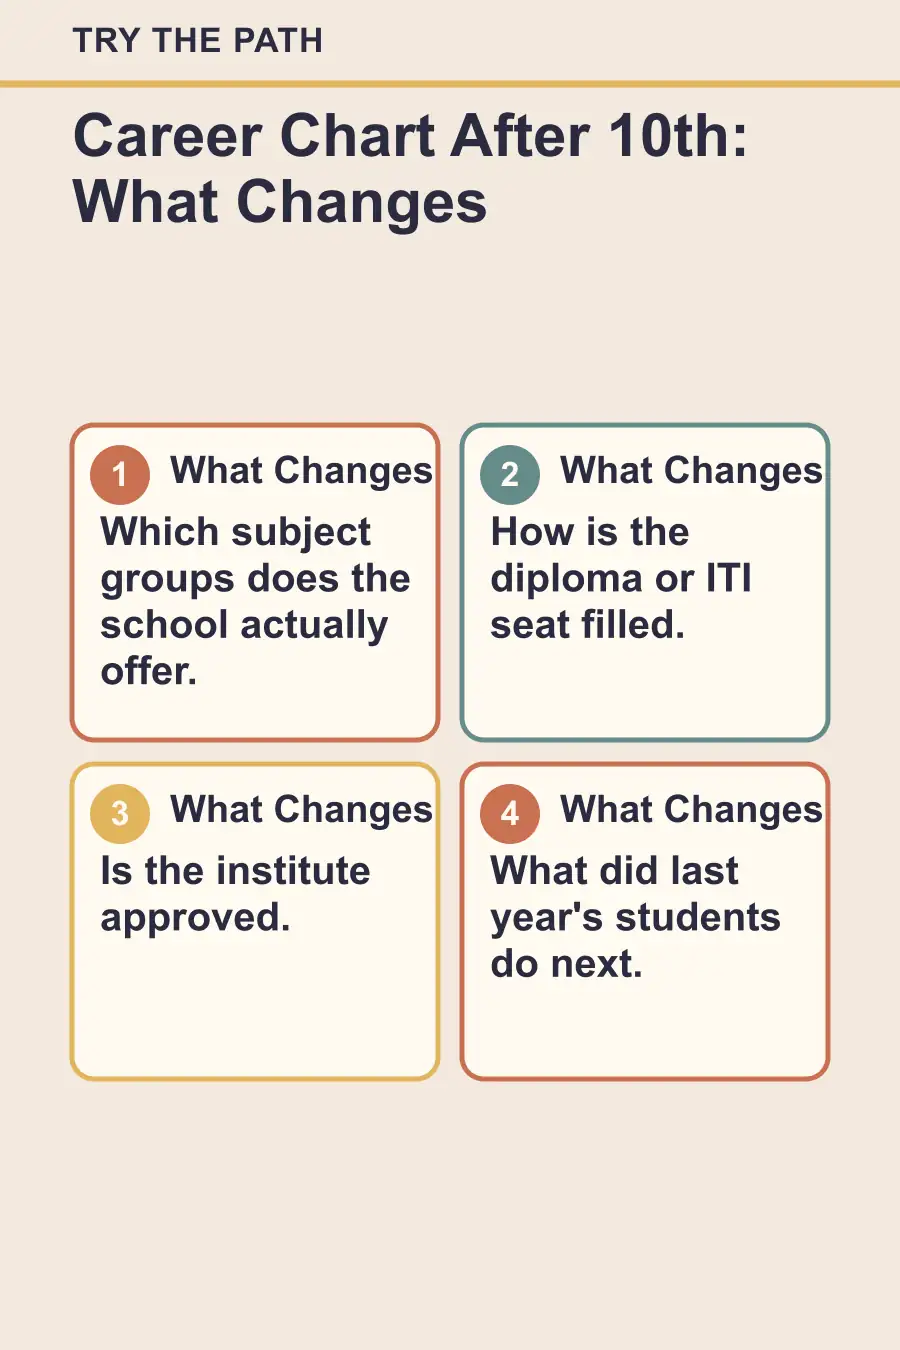 TRY THE PATH
Career Chart After 10th:
What Changes
1 What Changes
Which subject
groups does the
school actually
offer.
2 What Changes
How is the
diploma or ITI
seat filled.
3 What Changes
Is the institute
approved.
4 What Changes
What did last
year's students
do next.